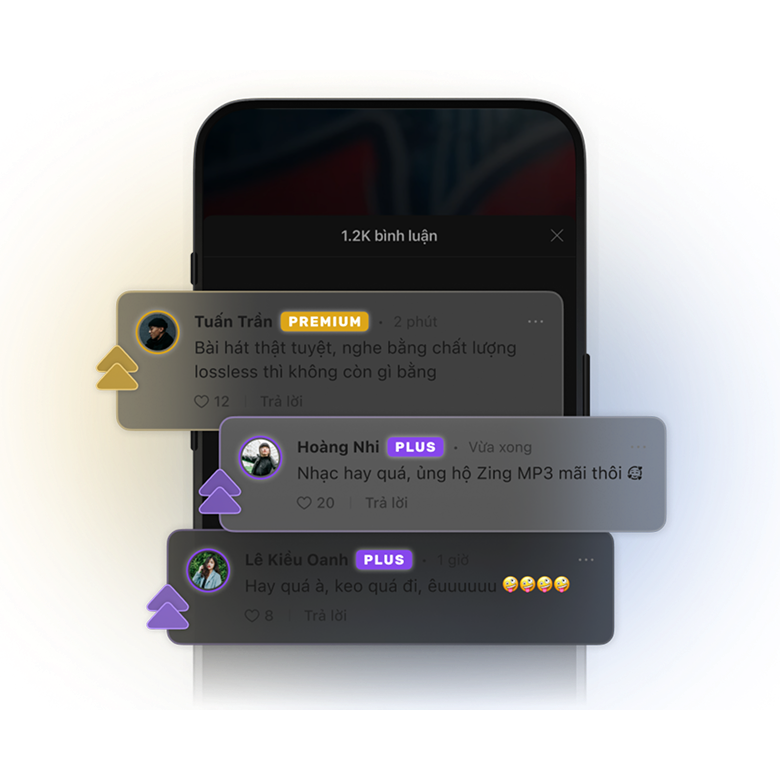 1.2K bình luận
Tuấn Trần PREMIUM • 2 phút
Bài hát thật tuyệt, nghe bằng chất lượng
lossless thì không còn gì bằng
12 Trả lời
Hoàng Nhi PLUS • Vừa xong
Nhạc hay quá, ủng hộ Zing MP3 mãi thôi 🥰
20 Trả lời
Lê Kiều Oanh PLUS • 1 giờ
Hay quá à, keo quá đi, êuuuuuu 🤪🤪🤪🤪
8 Trả lời